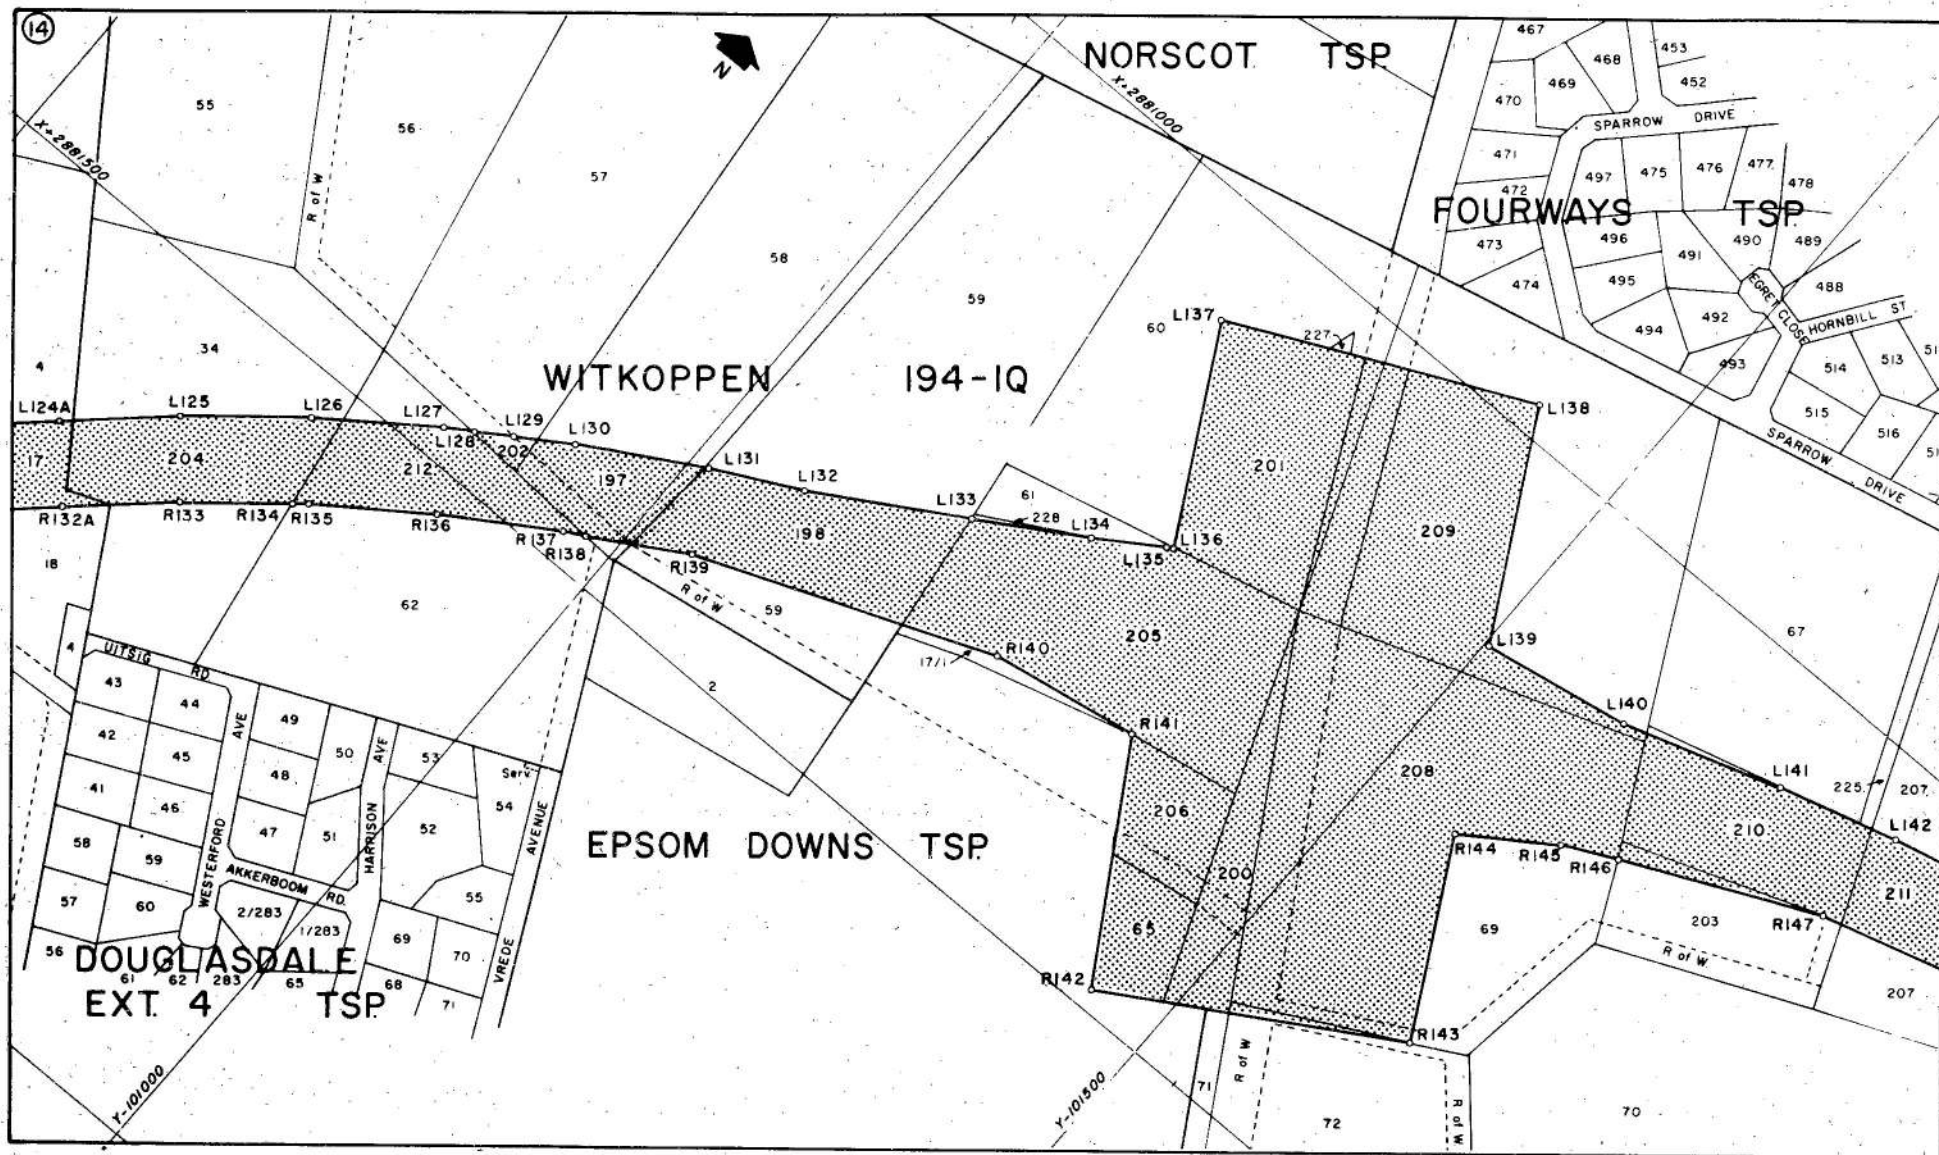 14
NORSCOT TSP.
467
468
453
452
469
470
SPARROW DRIVE
55
56
X+2881000
X+2881500
N
57
R of W
471
472
497
475
476
477
478
FOURWAYS TSP.
473
496
491
490
489
474
495
58
59
60
L137
227
494
492
493
EGRET CLOSE
488
HORNBILL ST
514
513
515
516
SPARROW DRIVE
34
4
WITKOPPEN 194-IQ
L138
L124A
L125
L126
L127
L128
L129
L130
L131
L132
L133
L134
L135
L136
61
228
17
204
212
202
197
198
201
209
R132A
R133
R134
R135
R136
R137
R138
R139
18
62
R of W
59
17/1
R140
205
L139
67
R141
L140
L141
225
207
L142
4
UITSIG RD
43
44
49
50
AVE
AVE
53
Serv.
54
42
45
48
41
46
47
51
52
HARRISON
AVENUE
58
59
WESTERFORD
AKKERBOOM RD.
57
60
2/283
1/283
55
56
69
70
VREDE
61
62
283
65
68
71
DOUGLASDALE
EXT. 4 TSP.
2
EPSOM DOWNS TSP.
206
208
210
211
200
65
R142
R143
R144
R145
R146
R147
69
203
R of W.
207
71
R of W
72
R of W
70
Y-101000
Y-101500